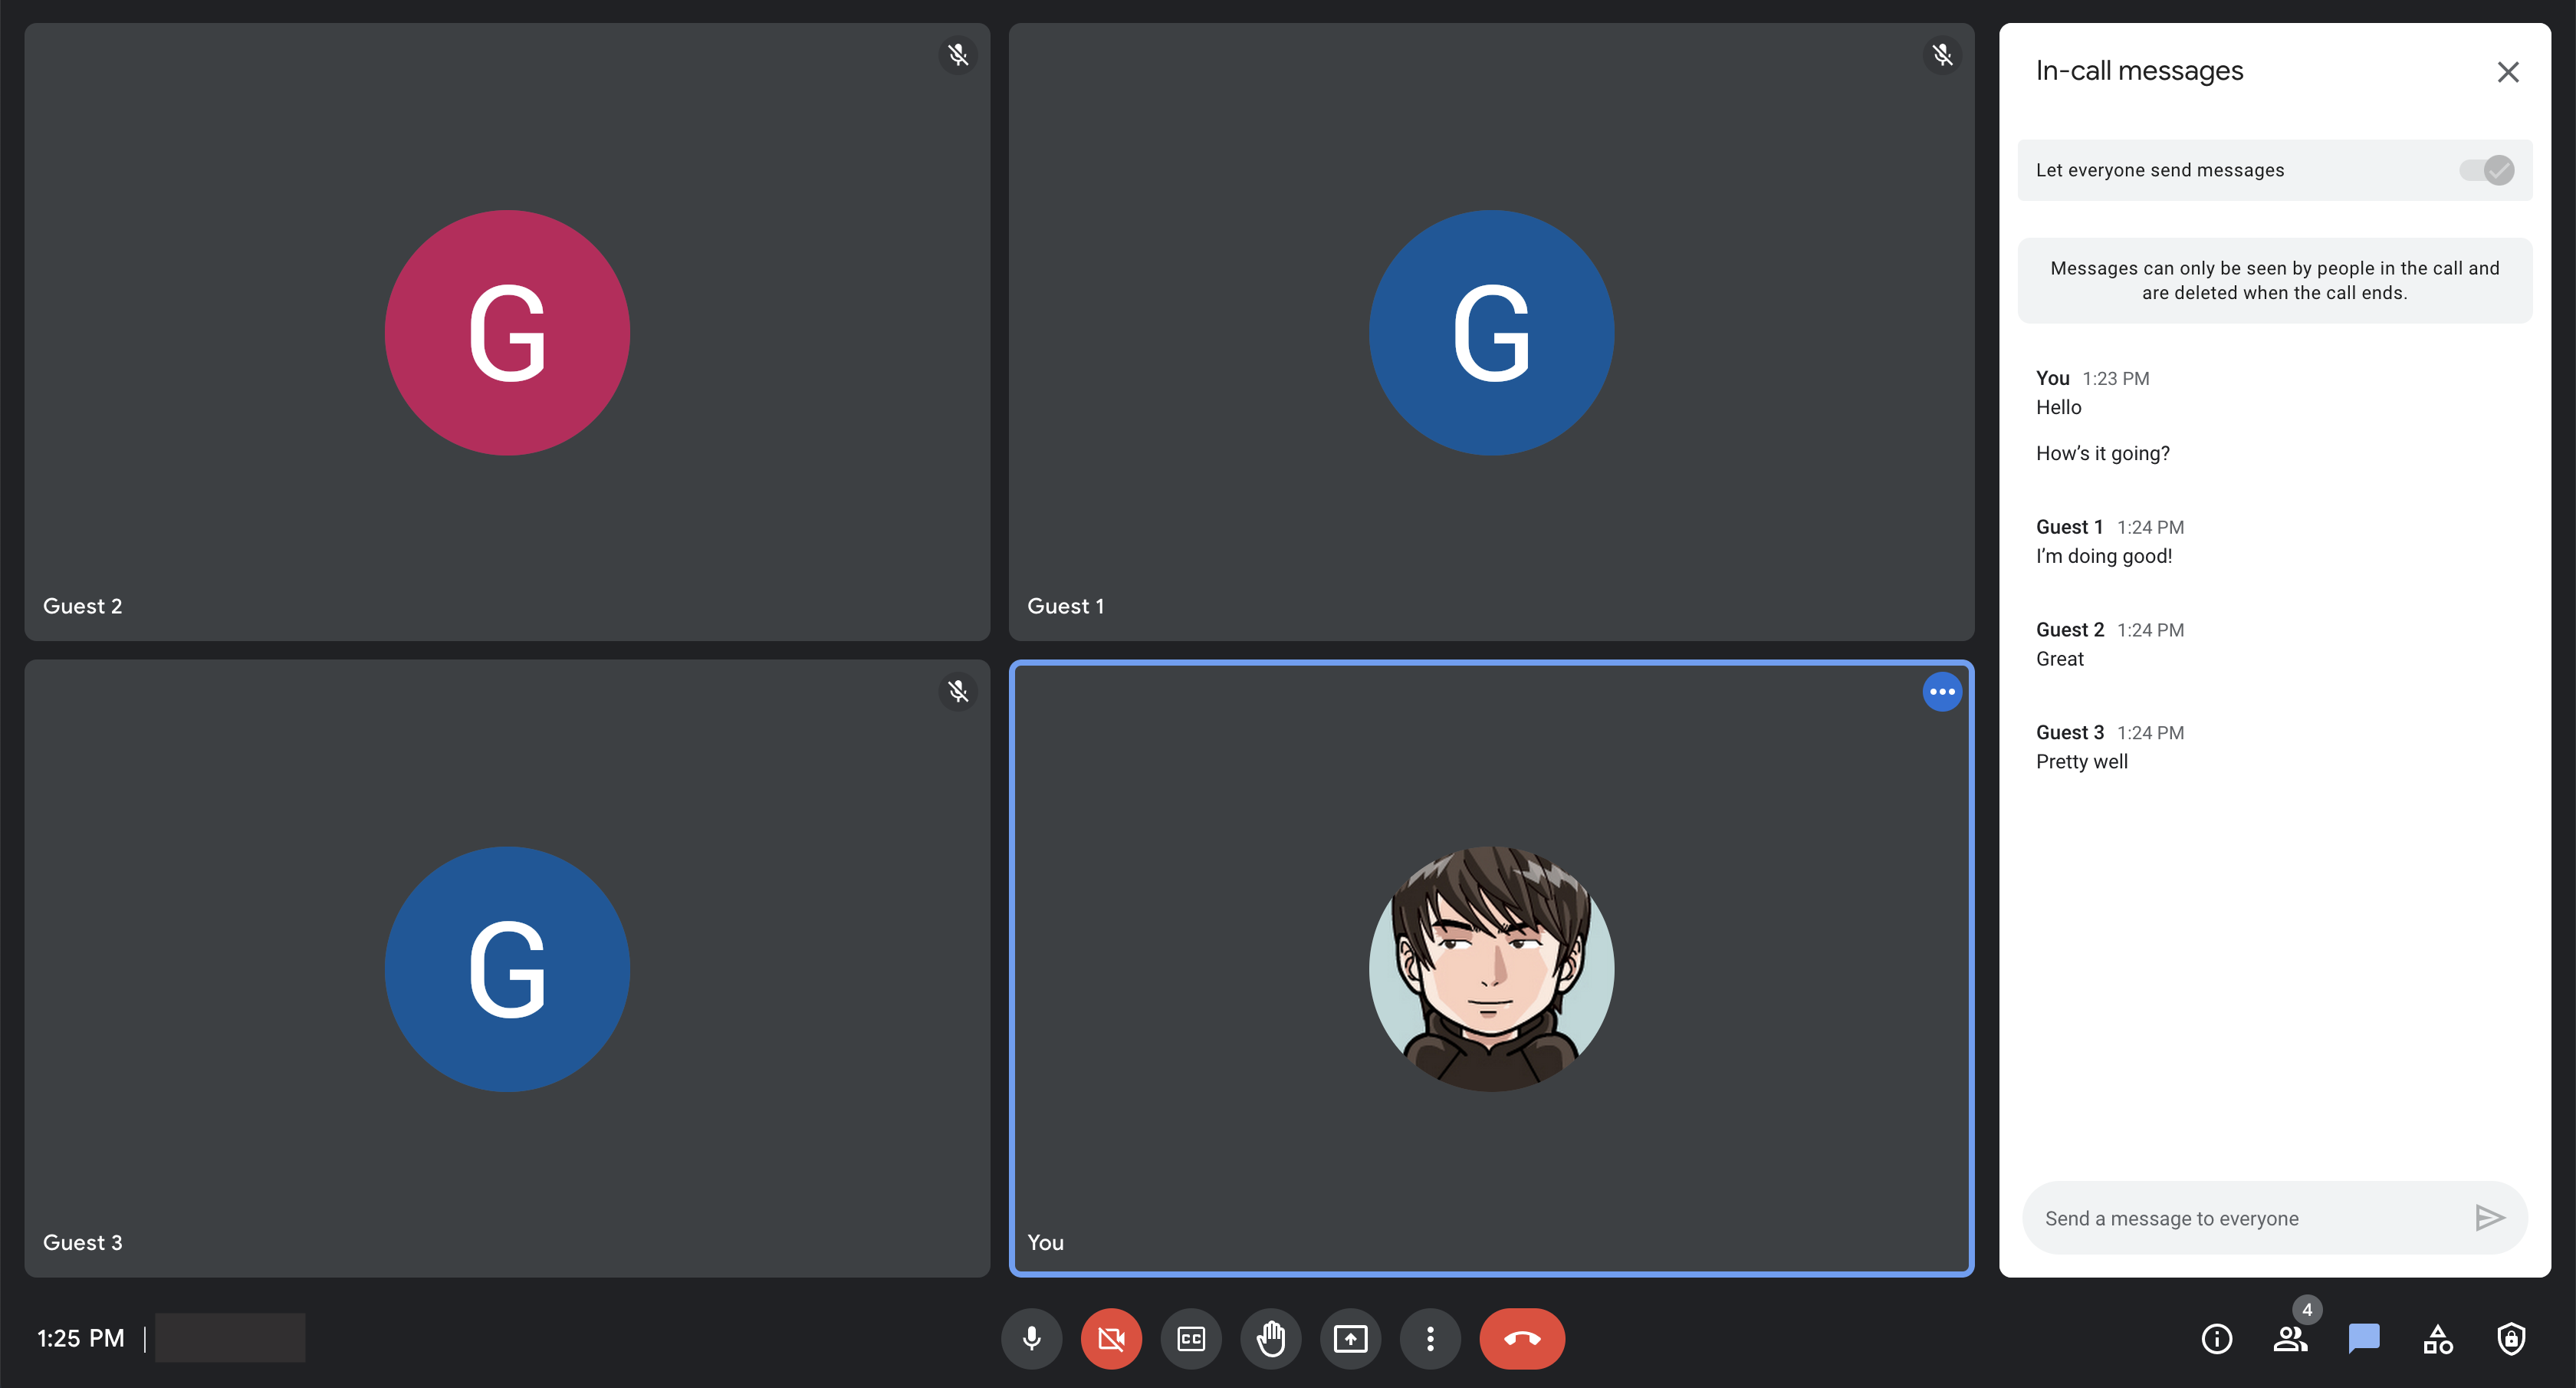 G
Guest 2
G
Guest 1
G
Guest 3
You
In-call messages
Let everyone send messages
Messages can only be seen by people in the call and
are deleted when the call ends.
You 1:23 PM
Hello
How’s it going?
Guest 1 1:24 PM
I’m doing good!
Guest 2 1:24 PM
Great
Guest 3 1:24 PM
Pretty well
Send a message to everyone
1:25 PM
CC
4